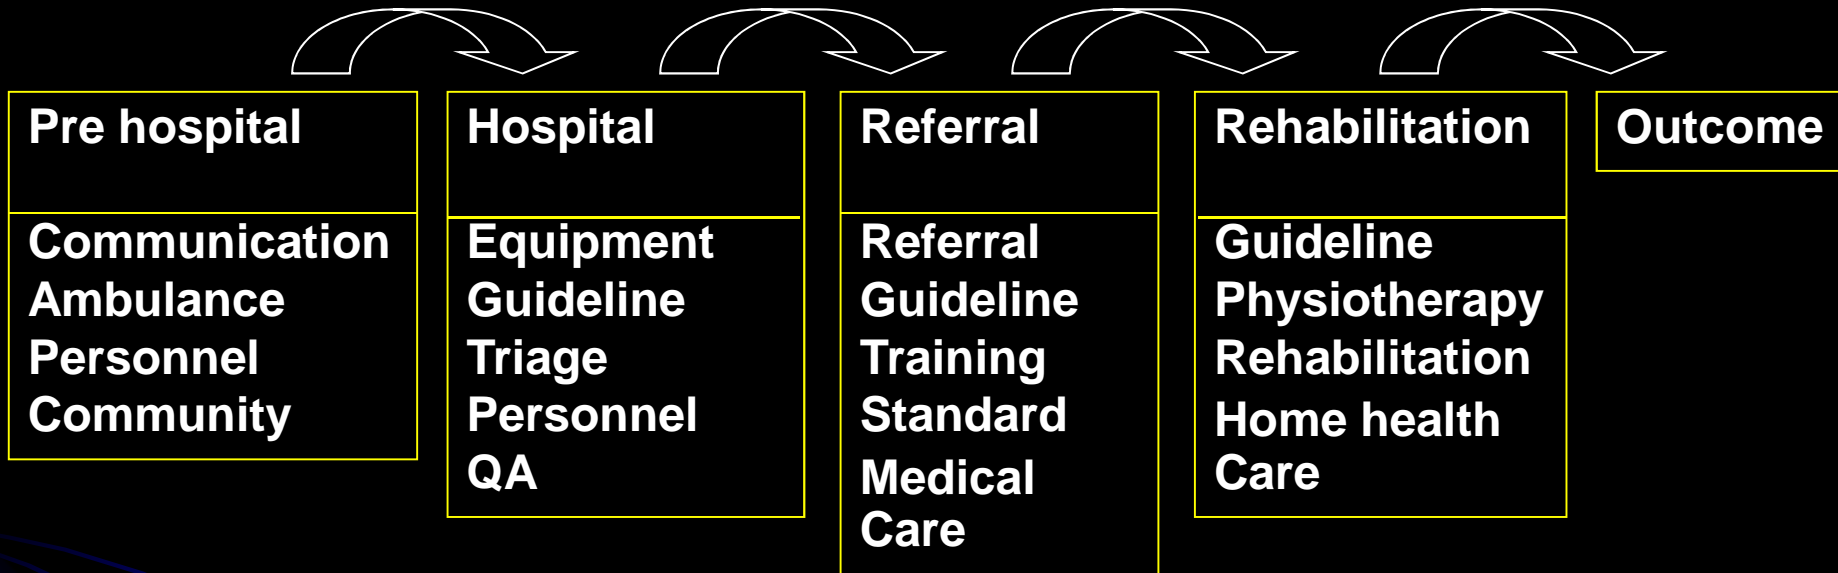 Pre hospital
Communication
Ambulance
Personnel
Community
Hospital
Equipment
Guideline
Triage
Personnel
QA
Referral
Referral
Guideline
Training
Standard
Medical
Care
Rehabilitation
Guideline
Physiotherapy
Rehabilitation
Home health
Care
Outcome